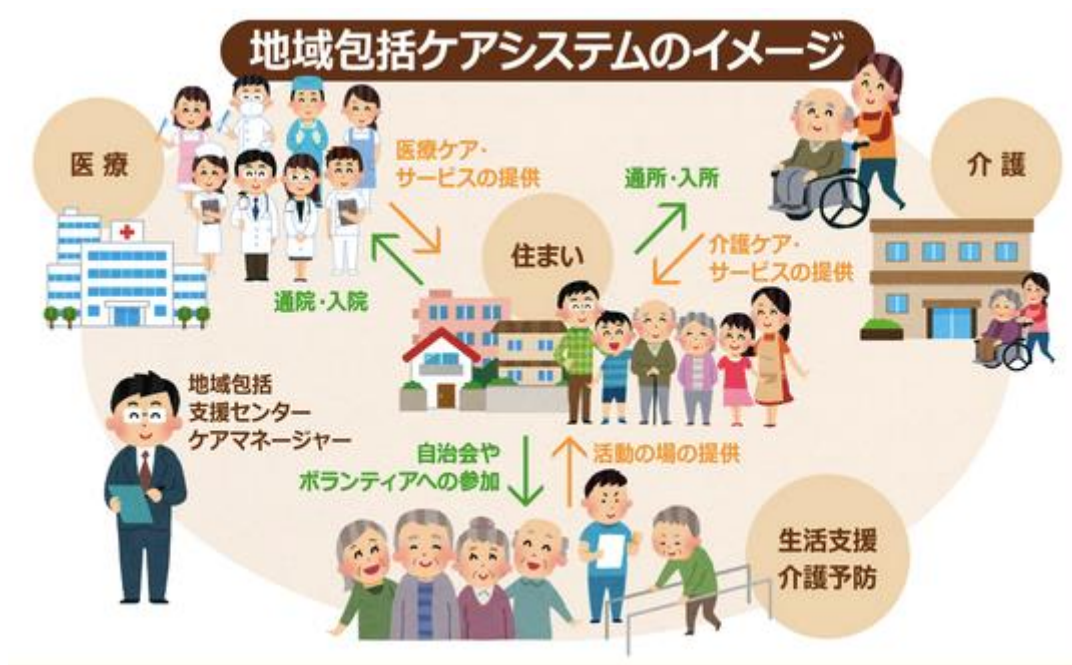 地域包括ケアシステムのイメージ
医療
医療ケア・
サービスの提供
通院・入院
住まい
通所・入所
介護ケア・
サービスの提供
介護
地域包括
支援センター
ケアマネージャー
自治会や
ボランティアへの参加
活動の場の提供
生活支援
介護予防